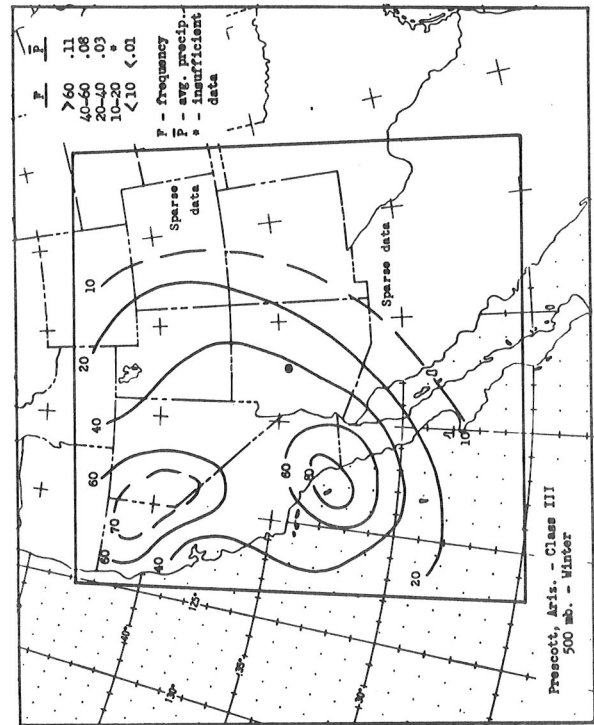 F P
>60 .11
40-60 .08
20-40 .03
10-20 *
<10 <.01
F - frequency
P - avg. precip.
* - insufficient
data
10
20
40
60
70
60
40
Sparse
data
60
80
Sparse data
10
20
125°
40°
130°
35°
30°
Prescott, Ariz. - Class III
500 mb. - Winter